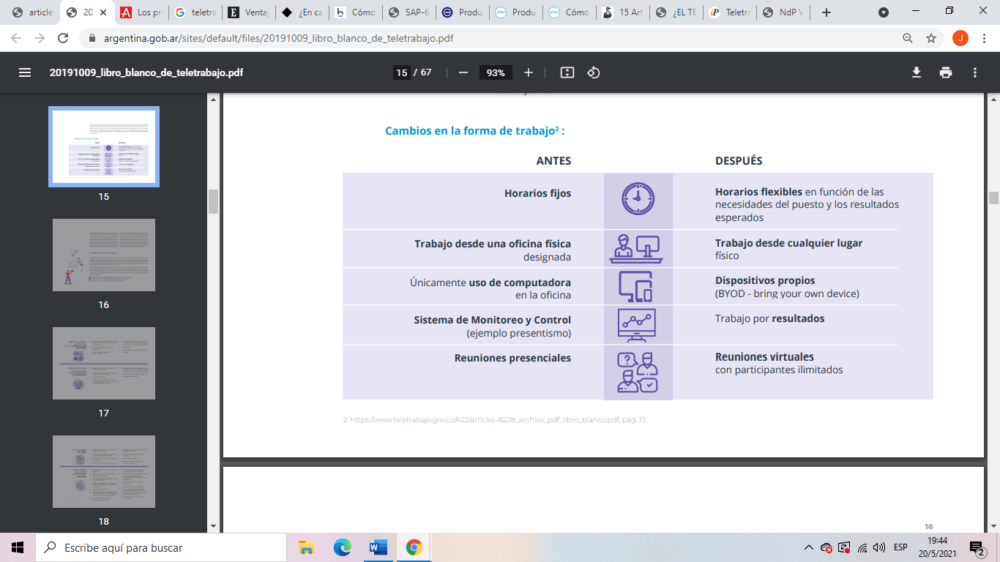 article
20
Los pr
teletra
Ventaj
¿En ca
Cómo
SAP-6
Produ
Produ
Cómo
15 Art
¿EL TE
Teletra
NdP V
argentina.gob.ar/sites/default/files/20191009_libro_blanco_de_teletrabajo.pdf
J
20191009_libro_blanco_de_teletrabajo.pdf
15 / 67
93%
15
16
17
18
Cambios en la forma de trabajo² :
ANTES
DESPUÉS
Horarios fijos
Horarios flexibles en función de las
necesidades del puesto y los resultados
esperados
Trabajo desde una oficina física
designada
Trabajo desde cualquier lugar
físico
Únicamente uso de computadora
en la oficina
Dispositivos propios
(BYOD - bring your own device)
Sistema de Monitoreo y Control
(ejemplo presentismo)
Trabajo por resultados
Reuniones presenciales
Reuniones virtuales
con participantes ilimitados
2. https://www.teletrabajo.gov.co/622/articles-8228_archivo_pdf_libro_blanco.pdf, pág. 13.
16
Escribe aquí para buscar
ESP
19:44
20/5/2021
2